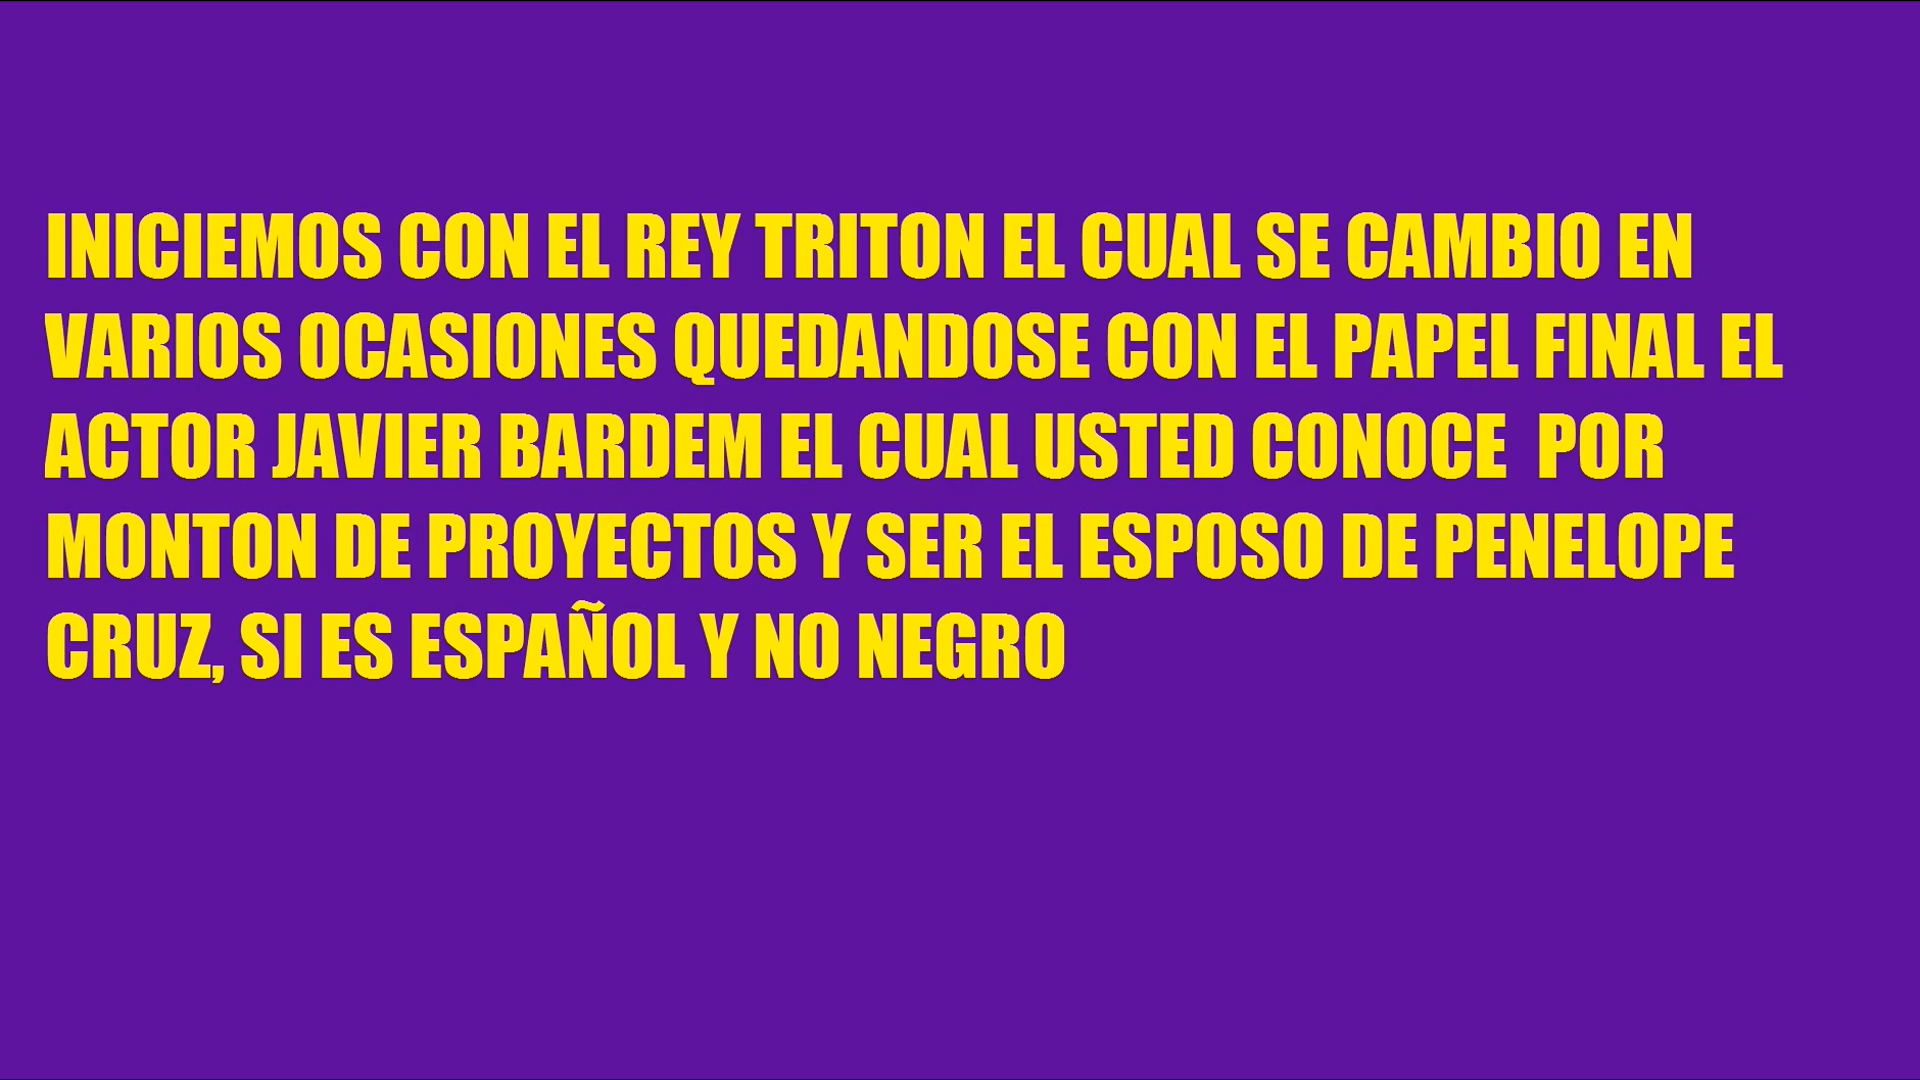 INICIEMOS CON EL REY TRITON EL CUAL SE CAMBIO EN
VARIOS OCASIONES QUEDANDOSE CON EL PAPEL FINAL EL
ACTOR JAVIER BARDEM EL CUAL USTED CONOCE  POR
MONTON DE PROYECTOS Y SER EL ESPOSO DE PENELOPE
CRUZ, SI ES ESPAÑOL Y NO NEGRO